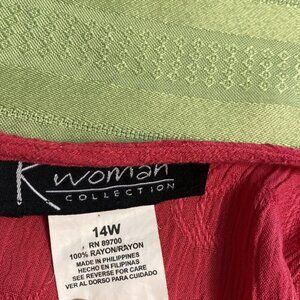 K woman
COLLECTION
14W
RN 89700
100% RAYON/RAYON
MADE IN PHILIPPINES
HECHO EN FILIPINAS
SEE REVERSE FOR CARE
VER AL DORSO PARA CUIDADO